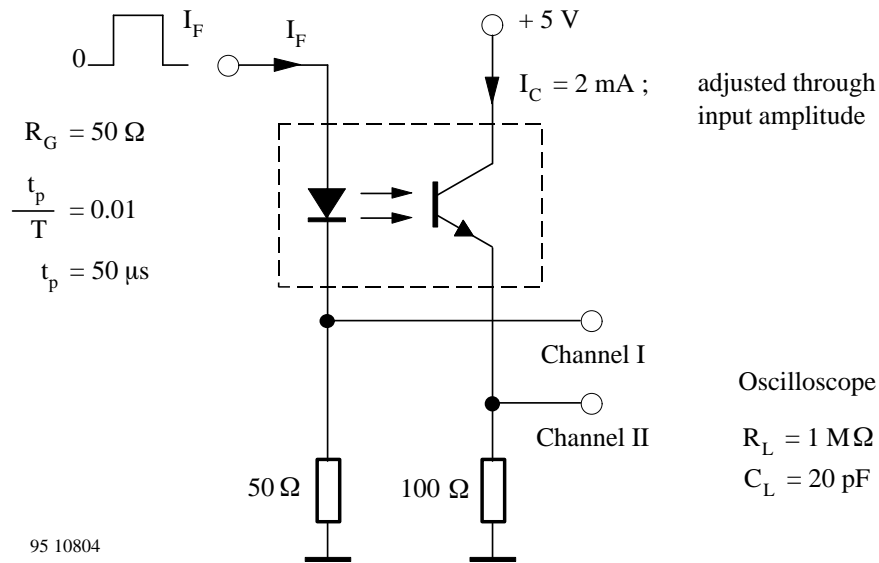 I_F
0
I_F
+ 5 V
I_C = 2 mA ;
adjusted through
input amplitude
R_G = 50 Ω
t_p
T
= 0.01
t_p = 50 µs
Channel I
Channel II
Oscilloscope
R_L = 1 MΩ
C_L = 20 pF
50 Ω
100 Ω
95 10804